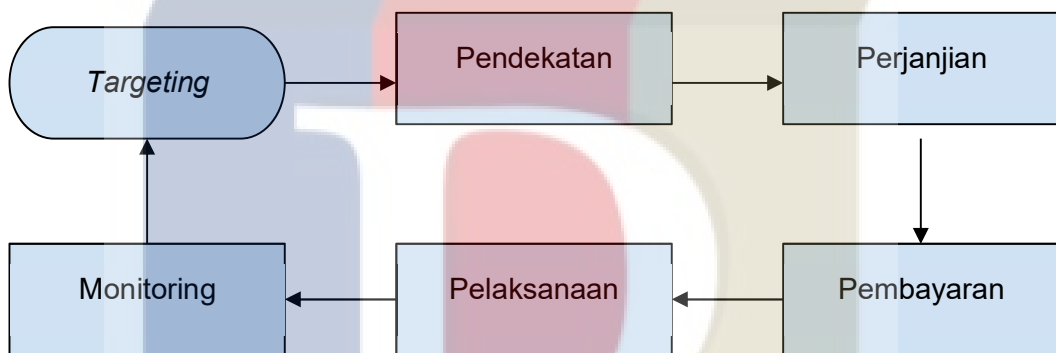 Targeting
Pendekatan
Perjanjian
Monitoring
Pelaksanaan
Pembayaran